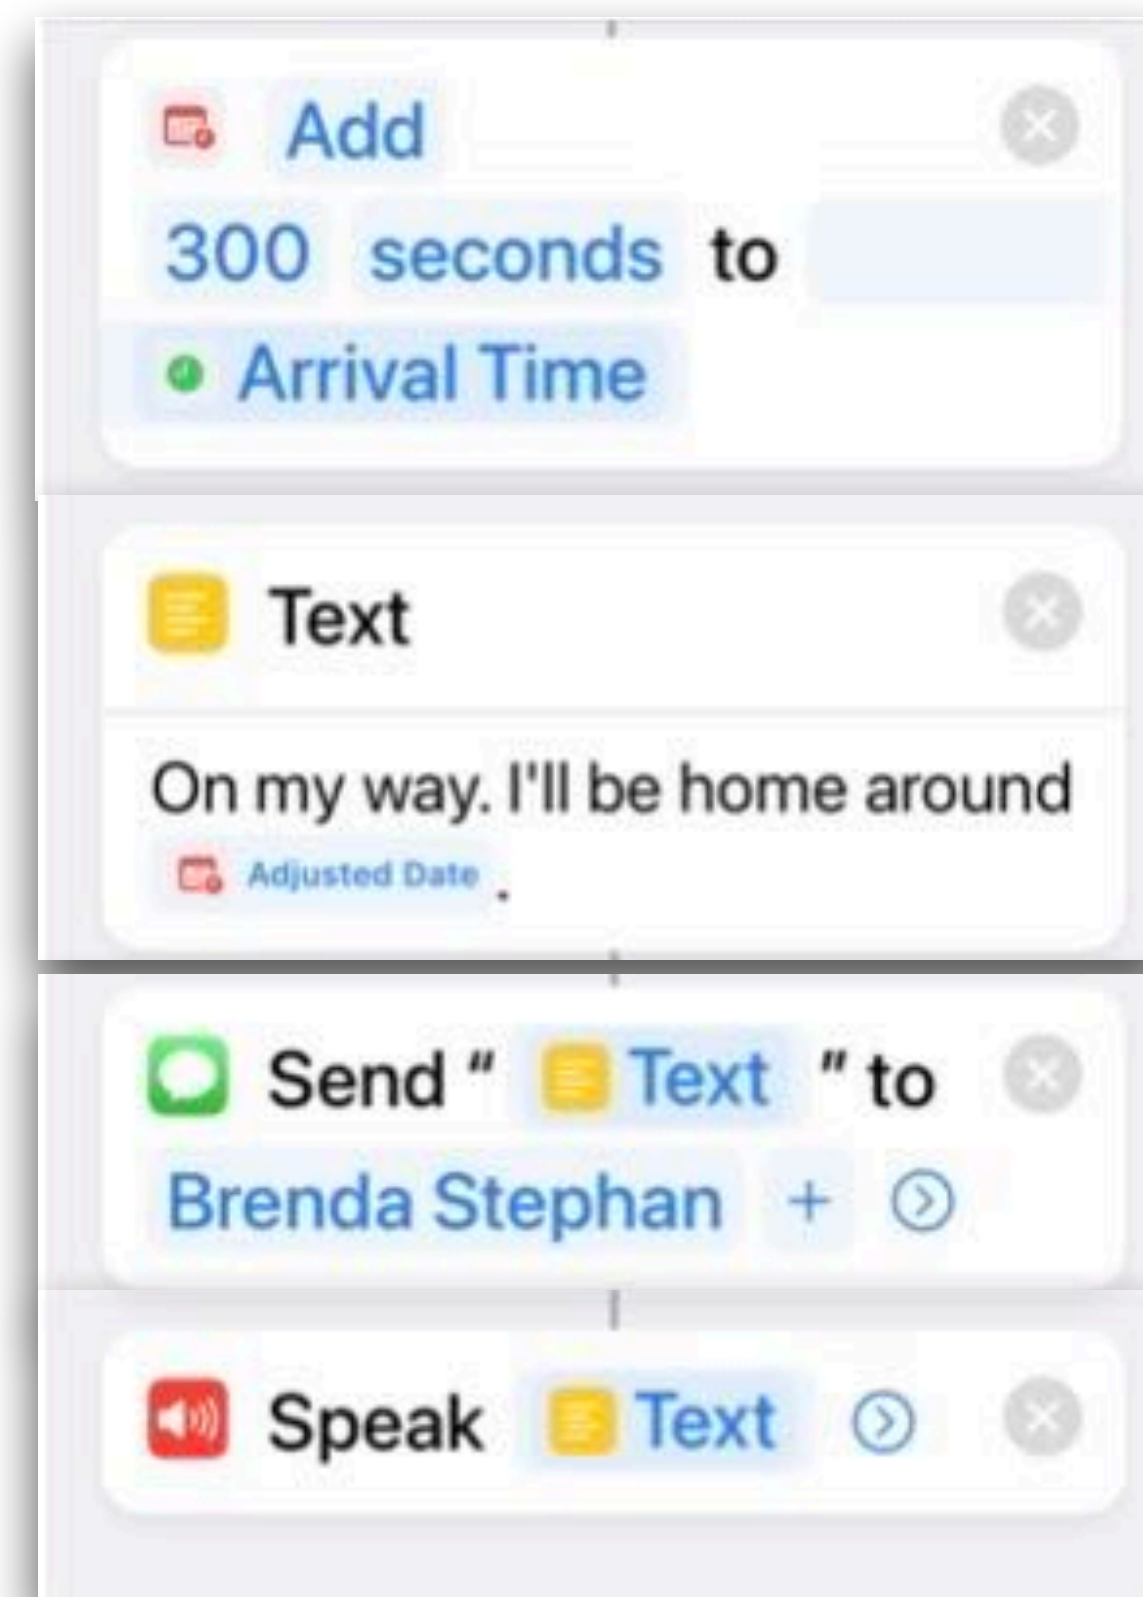 Add
300 seconds to
Arrival Time
Text
On my way. I'll be home around
Adjusted Date .
Send “ Text ” to
Brenda Stephan +
Speak Text